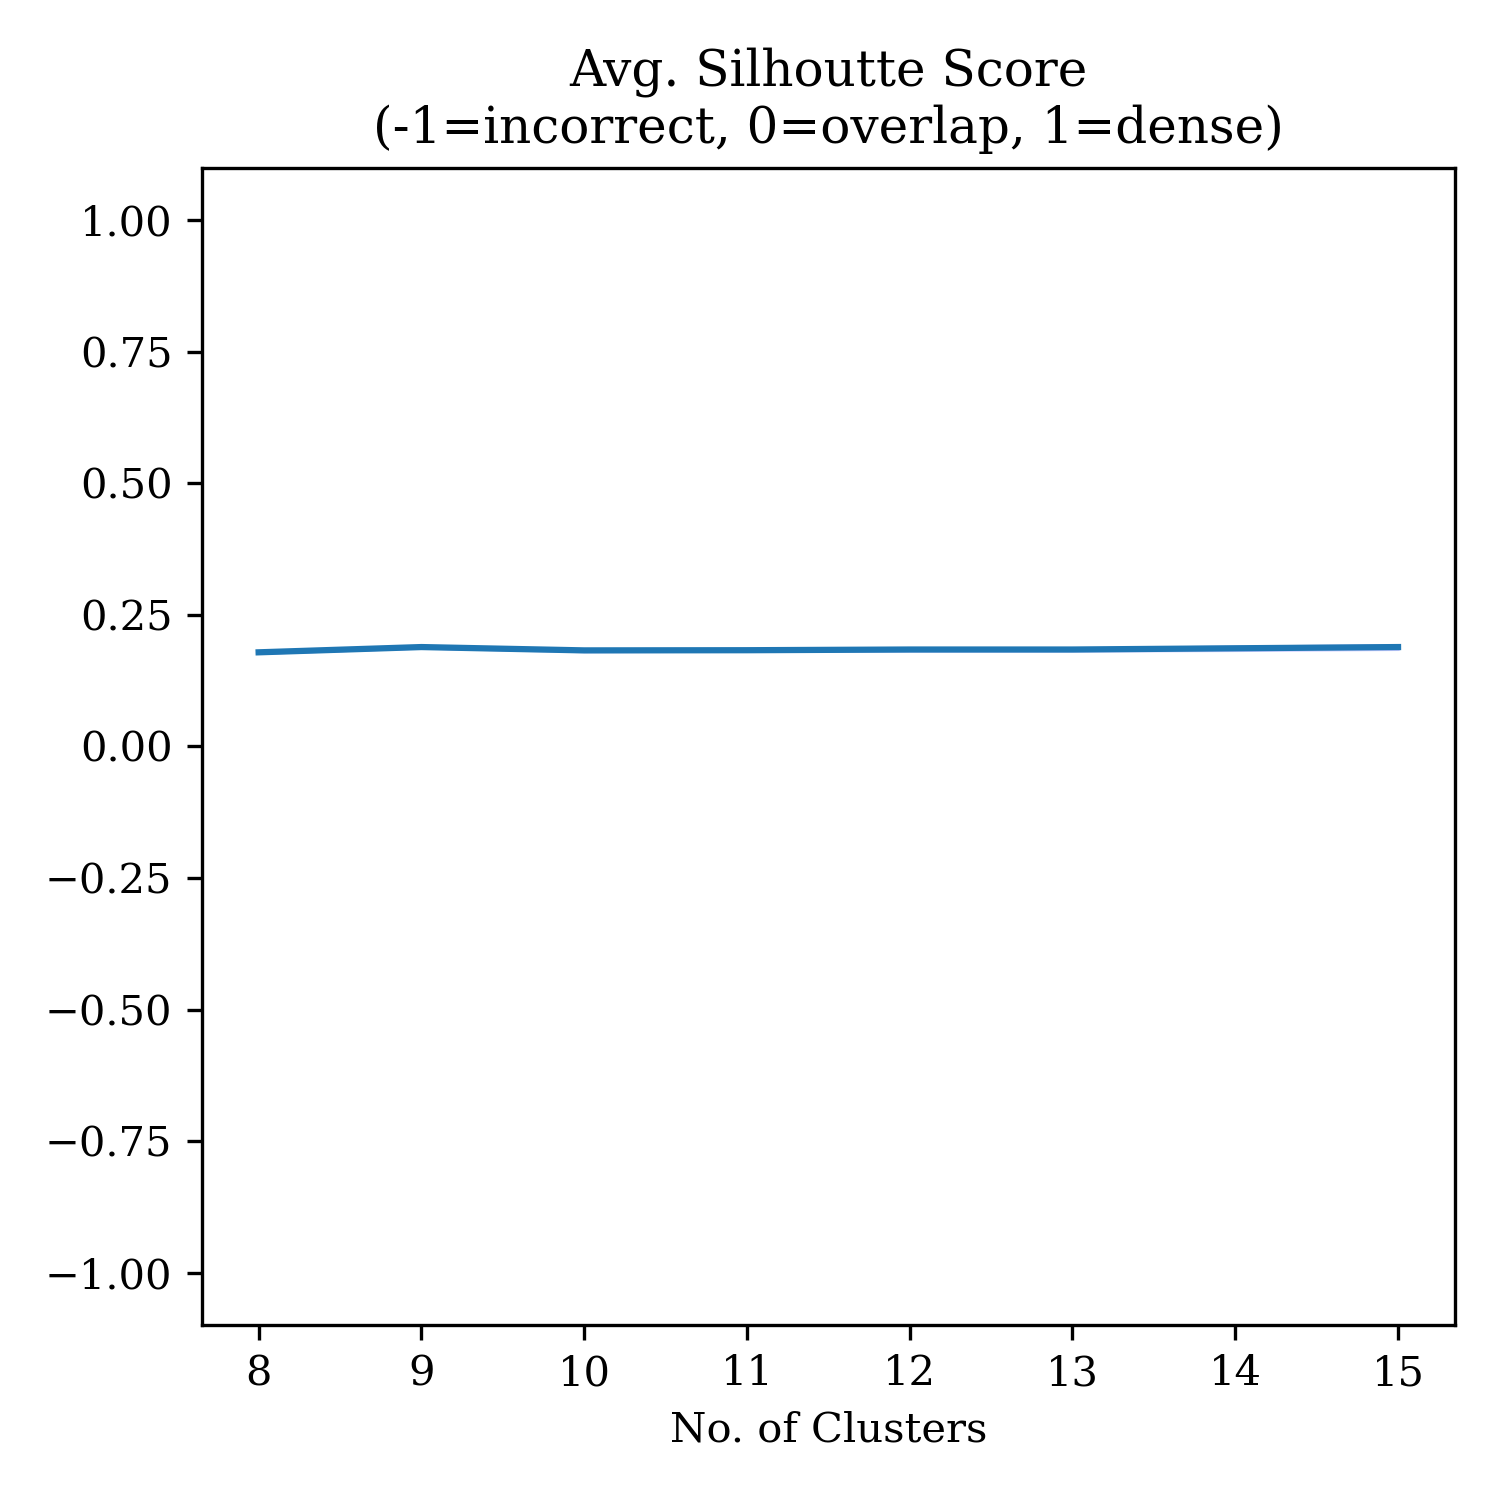 Avg. Silhoutte Score
(-1=incorrect, 0=overlap, 1=dense)
1.00
0.75
0.50
0.25
0.00
−0.25
−0.50
−0.75
−1.00
8 9 10 11 12 13 14 15
No. of Clusters